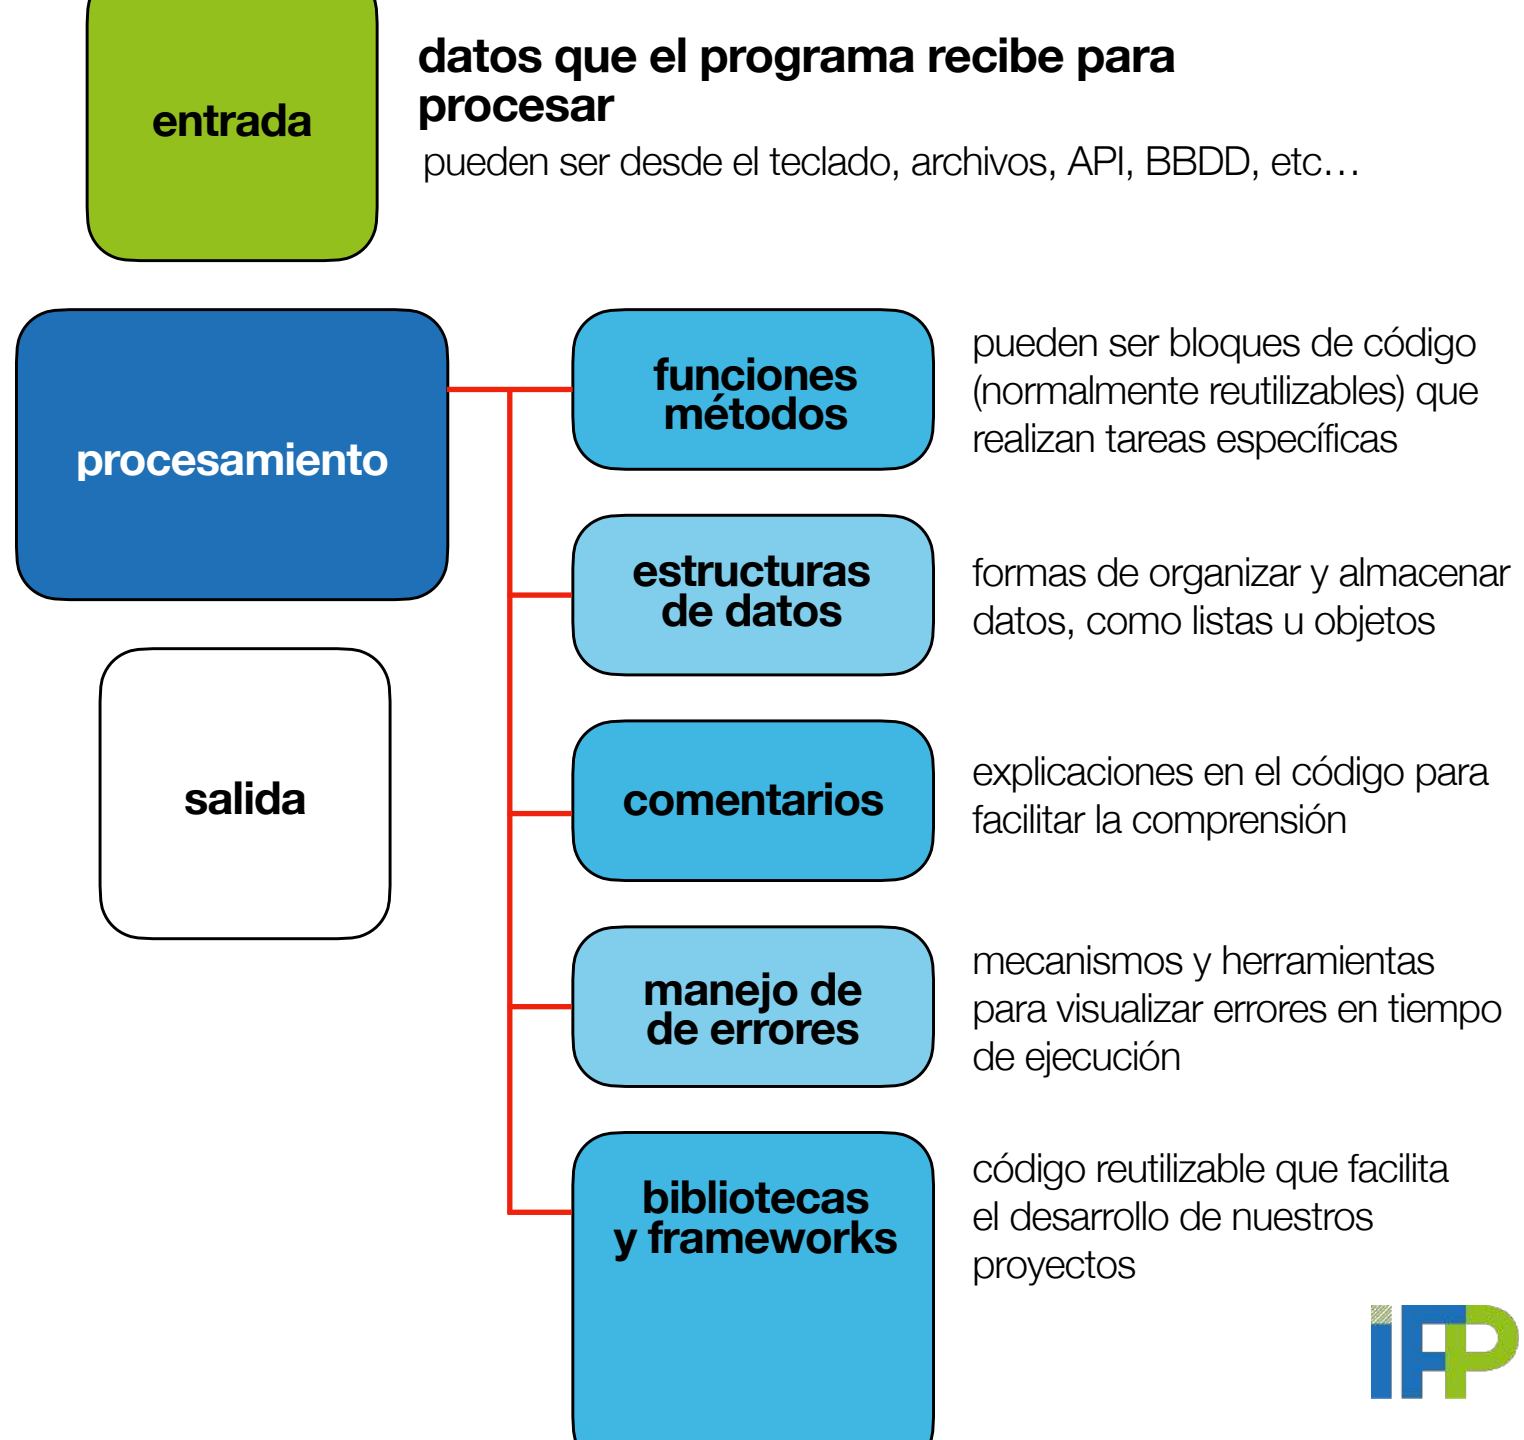 entrada
datos que el programa recibe para
procesar
pueden ser desde el teclado, archivos, API, BBDD, etc…
procesamiento
funciones
métodos
pueden ser bloques de código
(normalmente reutilizables) que
realizan tareas específicas
estructuras
de datos
formas de organizar y almacenar
datos, como listas u objetos
salida
comentarios
explicaciones en el código para
facilitar la comprensión
manejo de
de errores
mecanismos y herramientas
para visualizar errores en tiempo
de ejecución
bibliotecas
y frameworks
código reutilizable que facilita
el desarrollo de nuestros
proyectos
iFP